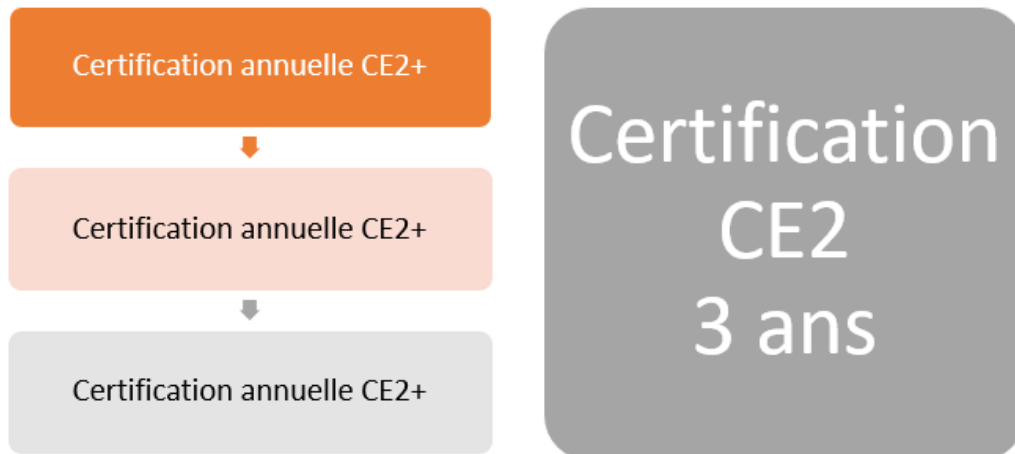 Certification annuelle CE2+
Certification annuelle CE2+
Certification annuelle CE2+
Certification
CE2
3 ans